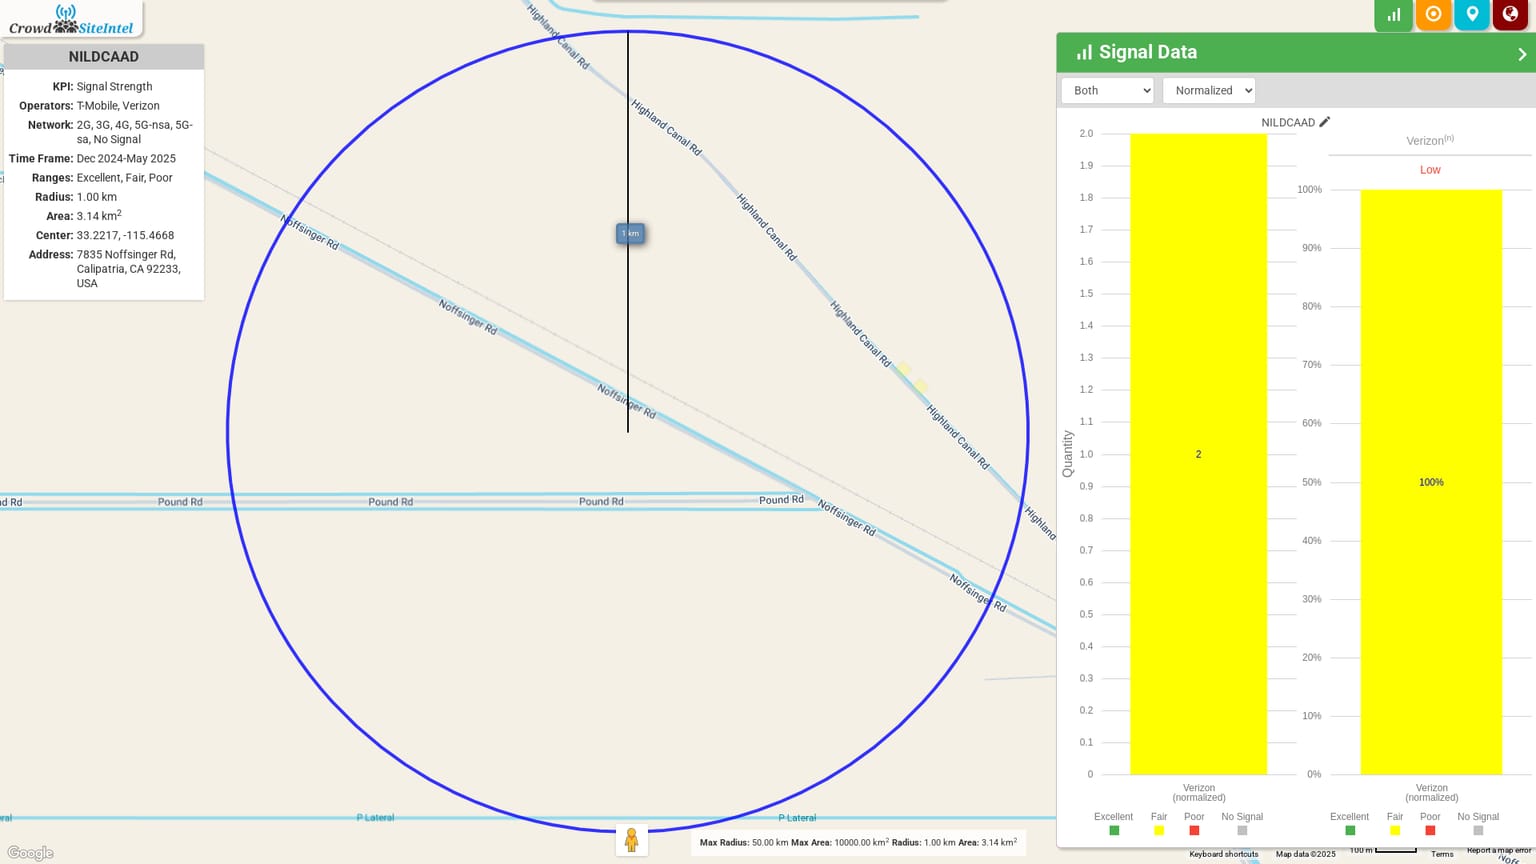 CrowdSiteIntel
NILDCAAD
KPI: Signal Strength
Operators: T-Mobile, Verizon
Network: 2G, 3G, 4G, 5G-nsa, 5G-
sa, No Signal
Time Frame: Dec 2024-May 2025
Ranges: Excellent, Fair, Poor
Radius: 1.00 km
Area: 3.14 km2
Center: 33.2217, -115.4668
Address: 7835 Noffsinger Rd,
Calipatria, CA 92233,
USA
Highland Canal Rd
Highland Canal Rd
Highland Canal Rd
Highland Canal Rd
Highland Canal Rd
Highland
1 km
Noffsinger Rd
Noffsinger Rd
Noffsinger Rd
Noffsinger Rd
Noffsinger Rd
Pound Rd
Pound Rd
Pound Rd
Pound Rd
P Lateral
P Lateral
Google
Max Radius: 50.00 km Max Area: 10000.00 km2 Radius: 1.00 km Area: 3.14 km2
Signal Data
Both
Normalized
NILDCAAD
Quantity
2.0
1.9
1.8
1.7
1.6
1.5
1.4
1.3
1.2
1.1
1.0
0.9
0.8
0.7
0.6
0.5
0.4
0.3
0.2
0.1
0
2
Verizon
(normalized)
Excellent Fair Poor No Signal
Verizon(n)
Low
100%
90%
80%
70%
60%
50%
40%
30%
20%
10%
0%
100%
Verizon
(normalized)
Excellent Fair Poor No Signal
Keyboard shortcuts Map data ©2025 100 m Terms Report a map error